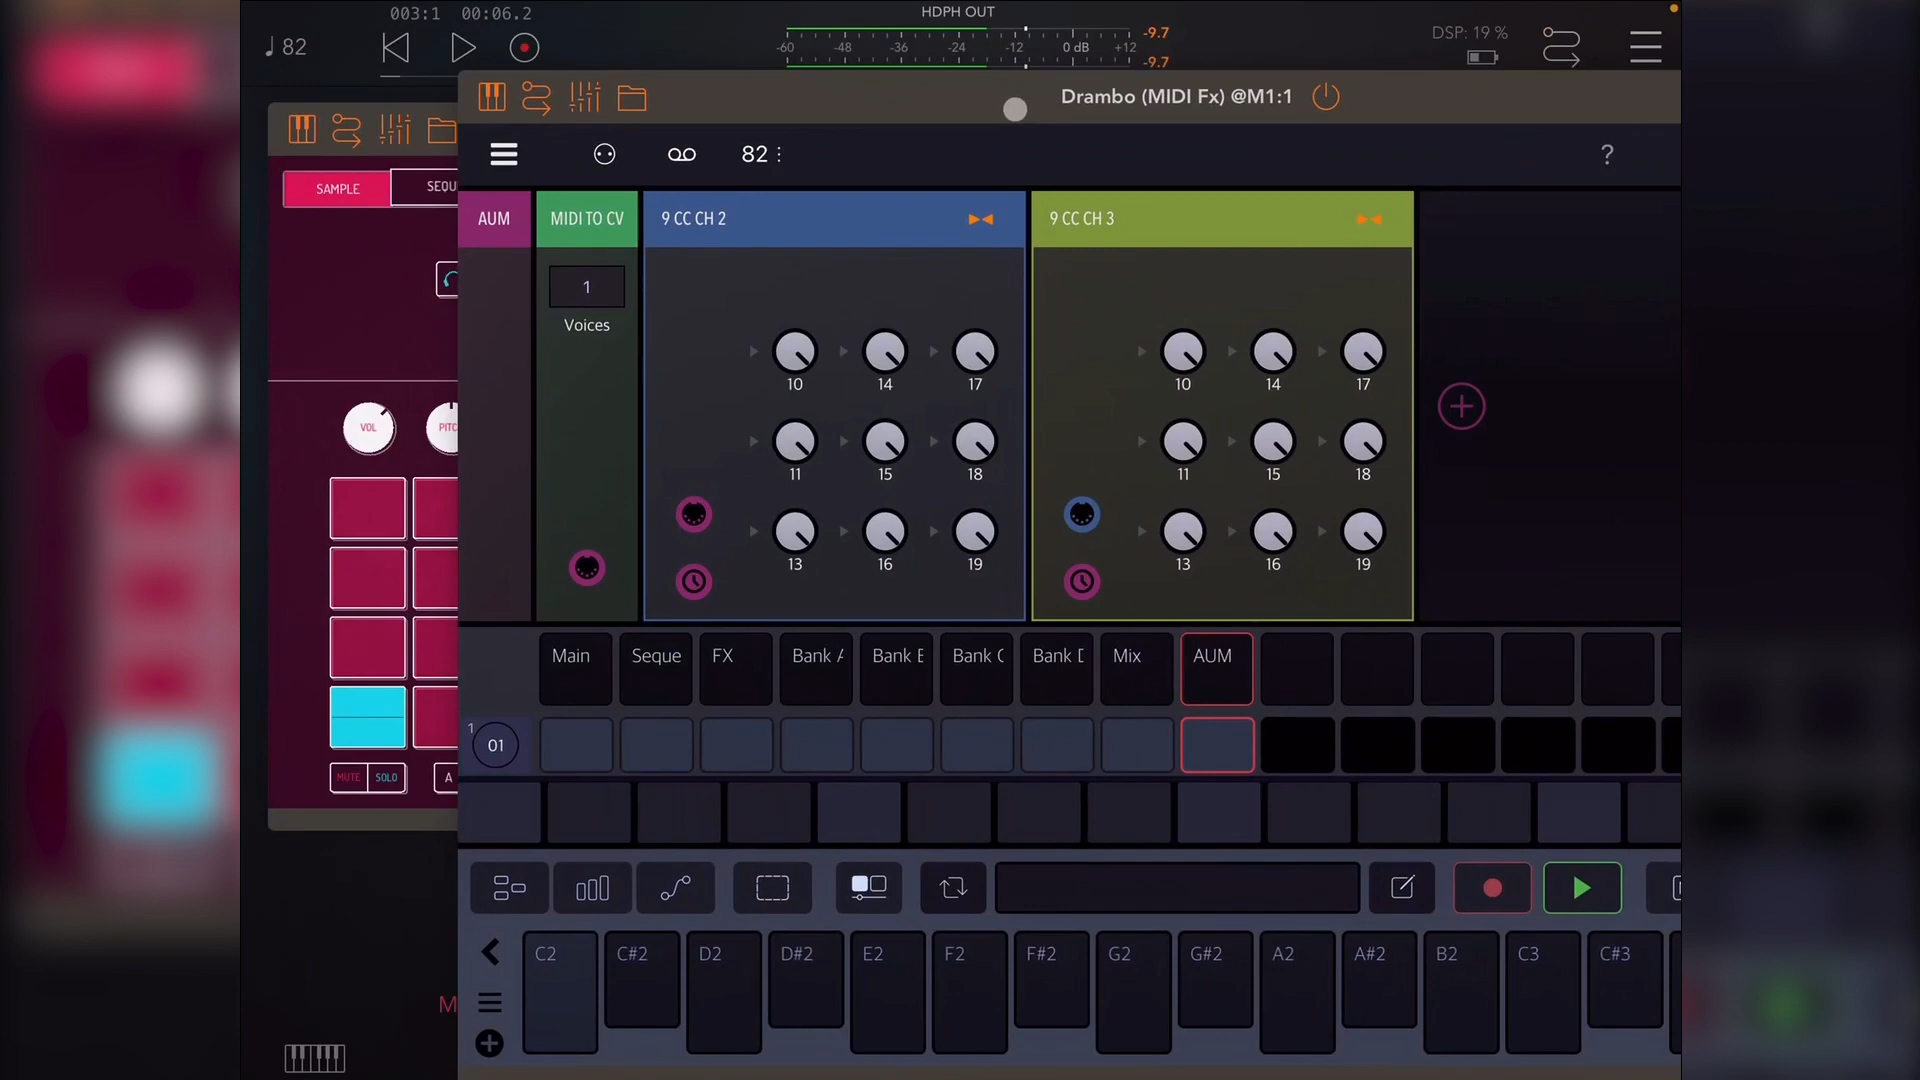 003:1 00:06.2
HDPH OUT
82
-60 -48 -36 -24 -12 0 dB +12
-9.7
-9.7
DSP: 19 %
Drambo (MIDI Fx) @M1:1
82
?
SAMPLE
SEQU
AUM
MIDI TO CV
9 CC CH 2
9 CC CH 3
1
Voices
10 14 17 10 14 17
VOL
PITC
11 15 18 11 15 18
13 16 19 13 16 19
Main Seque FX Bank A Bank B Bank C Bank D Mix AUM
1
01
MUTE SOLO A
C2 C#2 D2 D#2 E2 F2 F#2 G2 G#2 A2 A#2 B2 C3 C#3
M